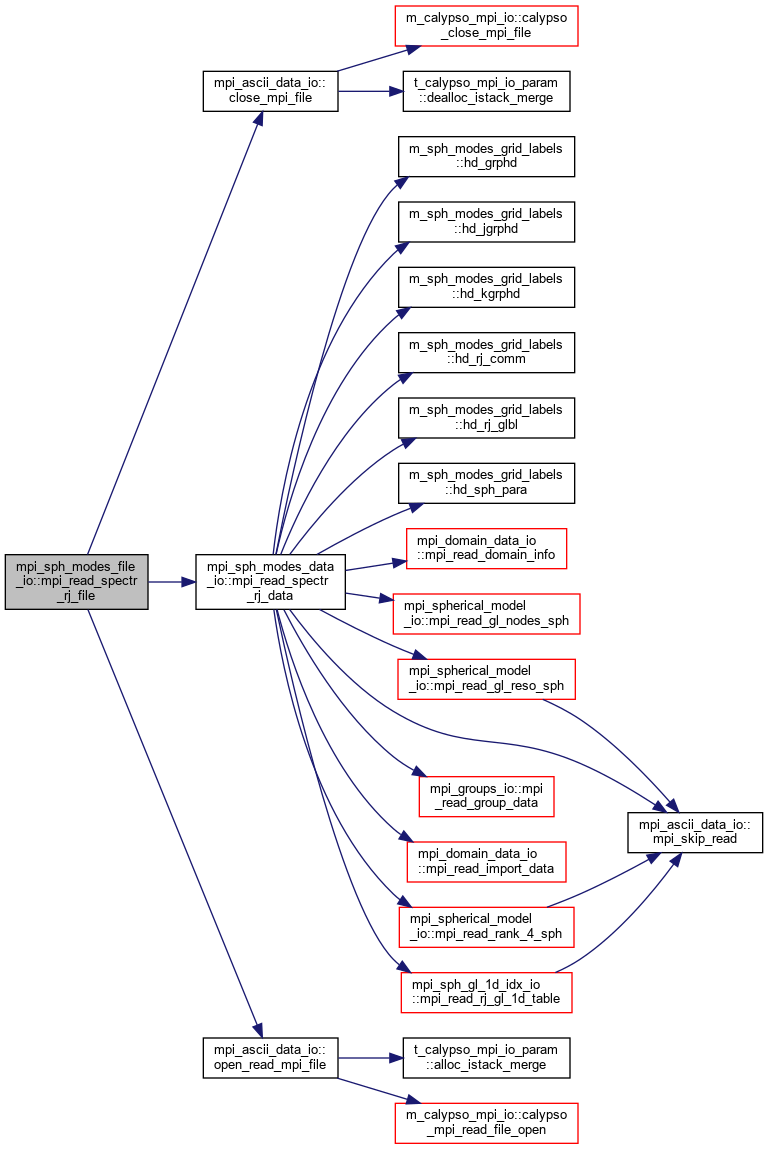 m_calypso_mpi_io::calypso
_close_mpi_file
mpi_ascii_data_io::
close_mpi_file
t_calypso_mpi_io_param
::dealloc_istack_merge
m_sph_modes_grid_labels
::hd_grphd
m_sph_modes_grid_labels
::hd_jgrphd
m_sph_modes_grid_labels
::hd_kgrphd
m_sph_modes_grid_labels
::hd_rj_comm
m_sph_modes_grid_labels
::hd_rj_glbl
m_sph_modes_grid_labels
::hd_sph_para
mpi_domain_data_io
::mpi_read_domain_info
mpi_sph_modes_file
_io::mpi_read_spectr
_rj_file
mpi_sph_modes_data
_io::mpi_read_spectr
_rj_data
mpi_spherical_model
_io::mpi_read_gl_nodes_sph
mpi_spherical_model
_io::mpi_read_gl_reso_sph
mpi_groups_io::mpi
_read_group_data
mpi_ascii_data_io::
mpi_skip_read
mpi_domain_data_io
::mpi_read_import_data
mpi_spherical_model
_io::mpi_read_rank_4_sph
mpi_sph_gl_1d_idx_io
::mpi_read_rj_gl_1d_table
mpi_ascii_data_io::
open_read_mpi_file
t_calypso_mpi_io_param
::alloc_istack_merge
m_calypso_mpi_io::calypso
_mpi_read_file_open